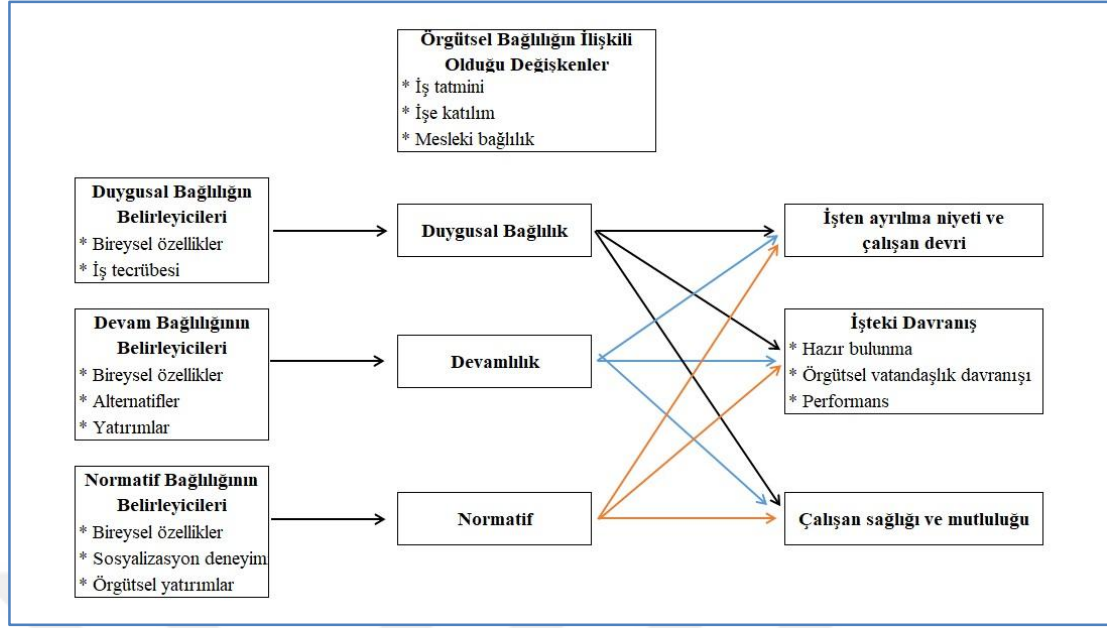 Örgütsel Bağlılığın İlişkili
Olduğu Değişkenler
* İş tatmini
* İşe katılım
* Mesleki bağlılık
Duygusal Bağlılığın
Belirleyicileri
* Bireysel özellikler
* İş tecrübesi
Duygusal Bağlılık
İşten ayrılma niyeti ve
çalışan devri
Devam Bağlılığının
Belirleyicileri
* Bireysel özellikler
* Alternatifler
* Yatırımlar
Devamlılık
İşteki Davranış
* Hazır bulunma
* Örgütsel vatandaşlık davranışı
* Performans
Normatif Bağlılığının
Belirleyicileri
* Bireysel özellikler
* Sosyalizasyon deneyim
* Örgütsel yatırımlar
Normatif
Çalışan sağlığı ve mutluluğu